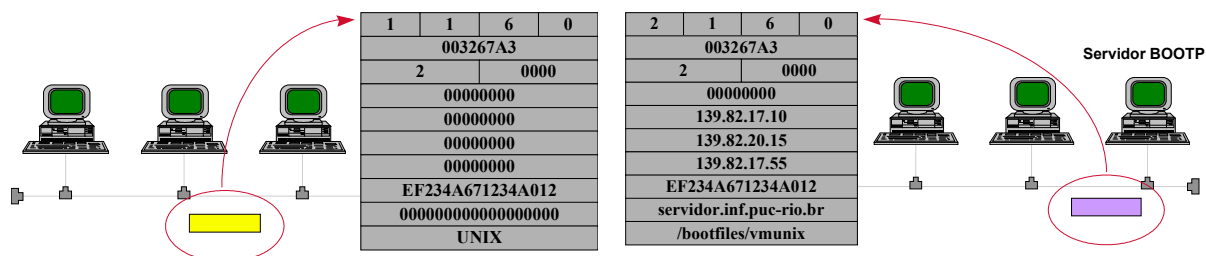 1 1 6 0
003267A3
2 0000
00000000
00000000
00000000
00000000
EF234A671234A012
0000000000000000
UNIX
2 1 6 0
003267A3
2 0000
00000000
139.82.17.10
139.82.20.15
139.82.17.55
EF234A671234A012
servidor.inf.puc-rio.br
/bootfiles/vmunix
Servidor BOOTP